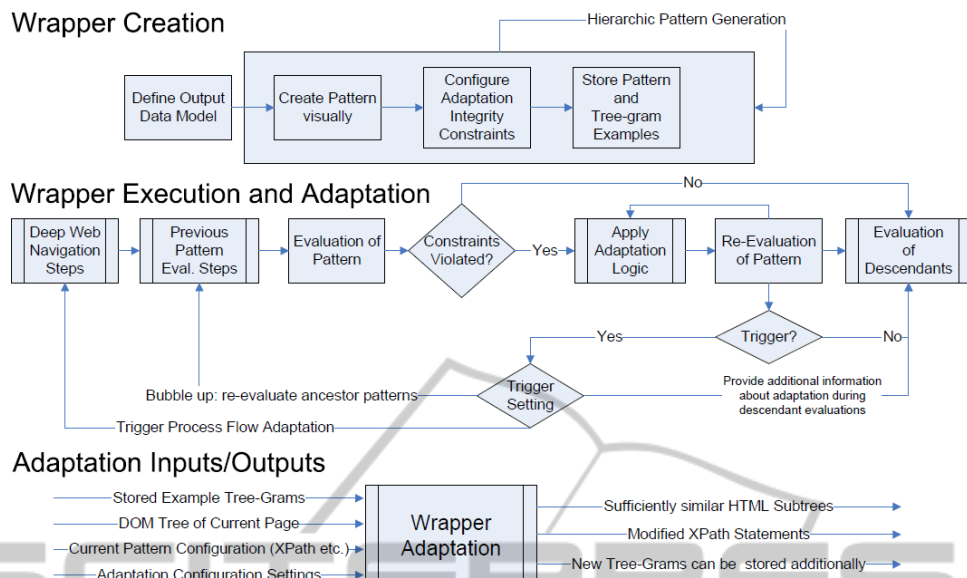 Wrapper Creation
Hierarchic Pattern Generation
Define Output
Data Model
Create Pattern
visually
Configure
Adaptation
Integrity
Constraints
Store Pattern
and
Tree-gram
Examples
Wrapper Execution and Adaptation
No
Deep Web
Navigation
Steps
Previous
Pattern
Eval. Steps
Evaluation of
Pattern
Constraints
Violated?
Yes
Apply
Adaptation
Logic
Re-Evaluation
of Pattern
Evaluation
of
Descendants
Yes
Trigger?
No
Trigger
Setting
Provide additional information
about adaptation during
descendant evaluations
Bubble up: re-evaluate ancestor patterns
Trigger Process Flow Adaptation
Adaptation Inputs/Outputs
Stored Example Tree-Grams
DOM Tree of Current Page
Current Pattern Configuration (XPath etc.)
Adaptation Configuration Settings
Wrapper
Adaptation
Sufficiently similar HTML Subtrees
Modified XPath Statements
New Tree-Grams can be stored additionally